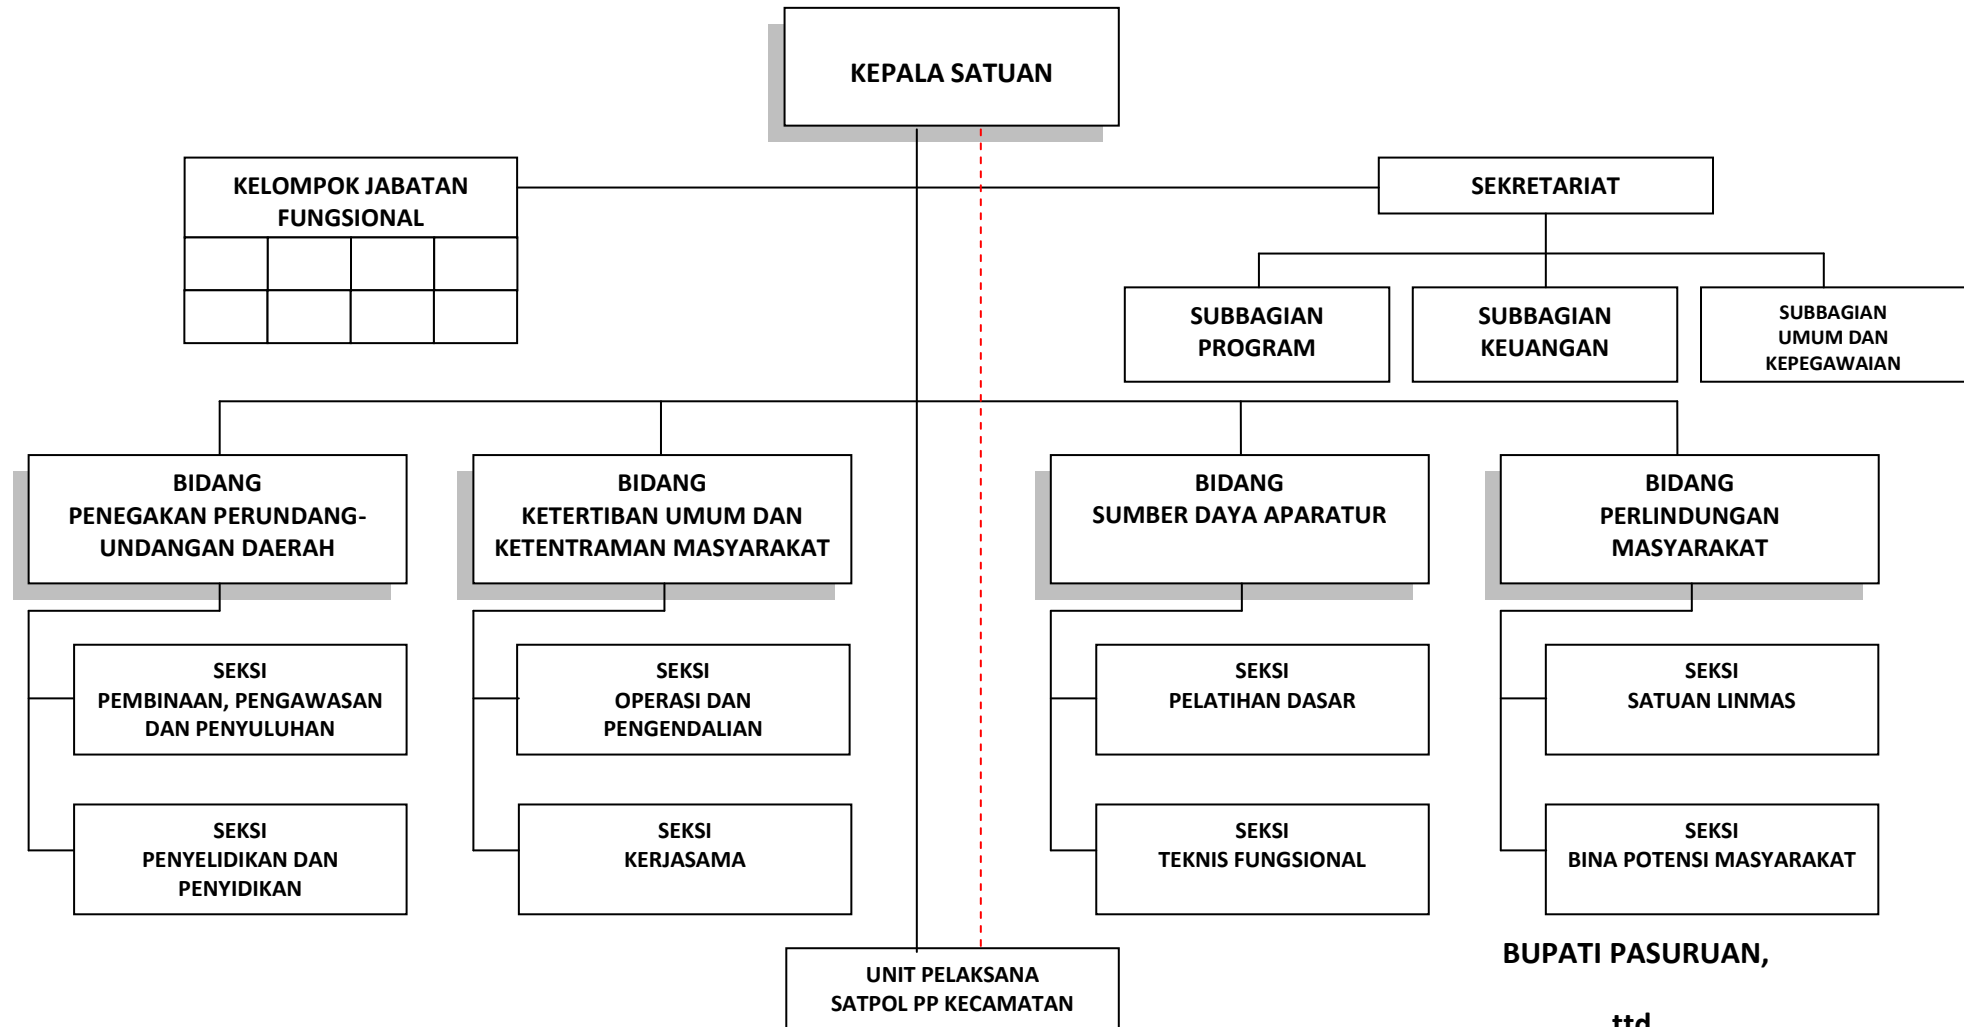 KEPALA SATUAN
KELOMPOK JABATAN
FUNGSIONAL
SEKRETARIAT
SUBBAGIAN
PROGRAM
SUBBAGIAN
KEUANGAN
SUBBAGIAN
UMUM DAN
KEPEGAWAIAN
BIDANG
PENEGAKAN PERUNDANG-
UNDANGAN DAERAH
BIDANG
KETERTIBAN UMUM DAN
KETENTRAMAN MASYARAKAT
BIDANG
SUMBER DAYA APARATUR
BIDANG
PERLINDUNGAN
MASYARAKAT
SEKSI
PEMBINAAN, PENGAWASAN
DAN PENYULUHAN
SEKSI
OPERASI DAN
PENGENDALIAN
SEKSI
PELATIHAN DASAR
SEKSI
SATUAN LINMAS
SEKSI
PENYELIDIKAN DAN
PENYIDIKAN
SEKSI
KERJASAMA
SEKSI
TEKNIS FUNGSIONAL
SEKSI
BINA POTENSI MASYARAKAT
UNIT PELAKSANA
SATPOL PP KECAMATAN
BUPATI PASURUAN,
ttd